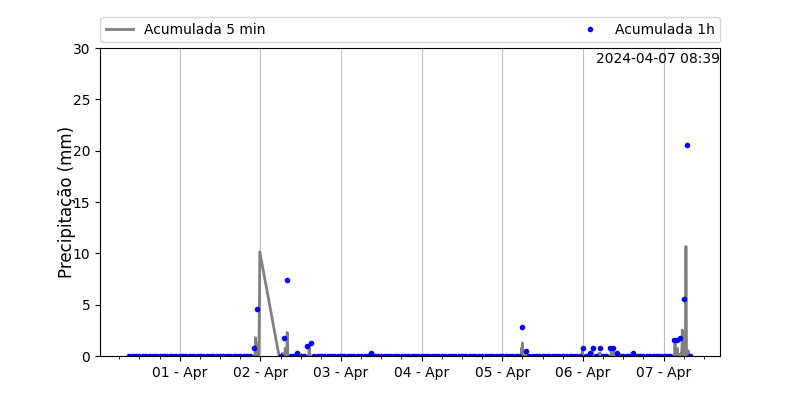 Acumulada 5 min
Acumulada 1h
2024-04-07 08:39
Precipitação (mm)
30
25
20
15
10
5
0
01 - Apr
02 - Apr
03 - Apr
04 - Apr
05 - Apr
06 - Apr
07 - Apr